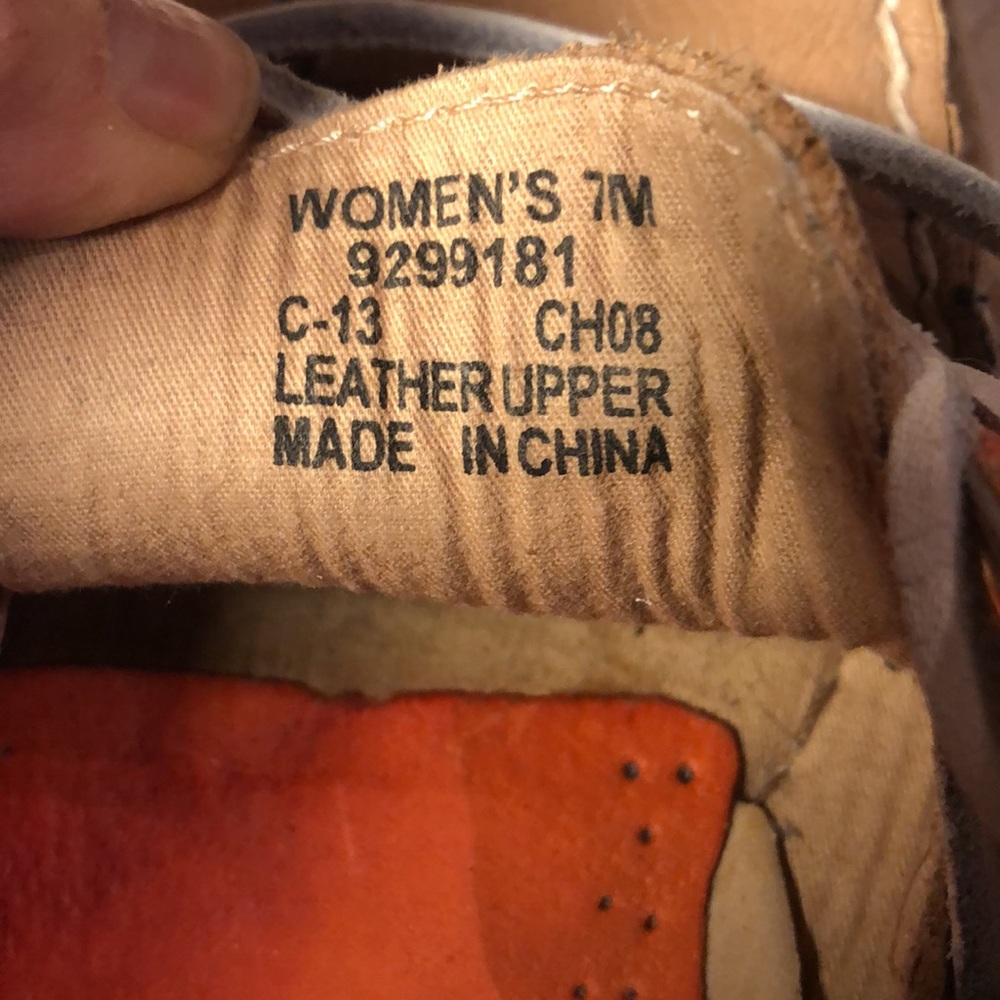 WOMEN'S 7M
9299181
C-13 CH08
LEATHER UPPER
MADE IN CHINA